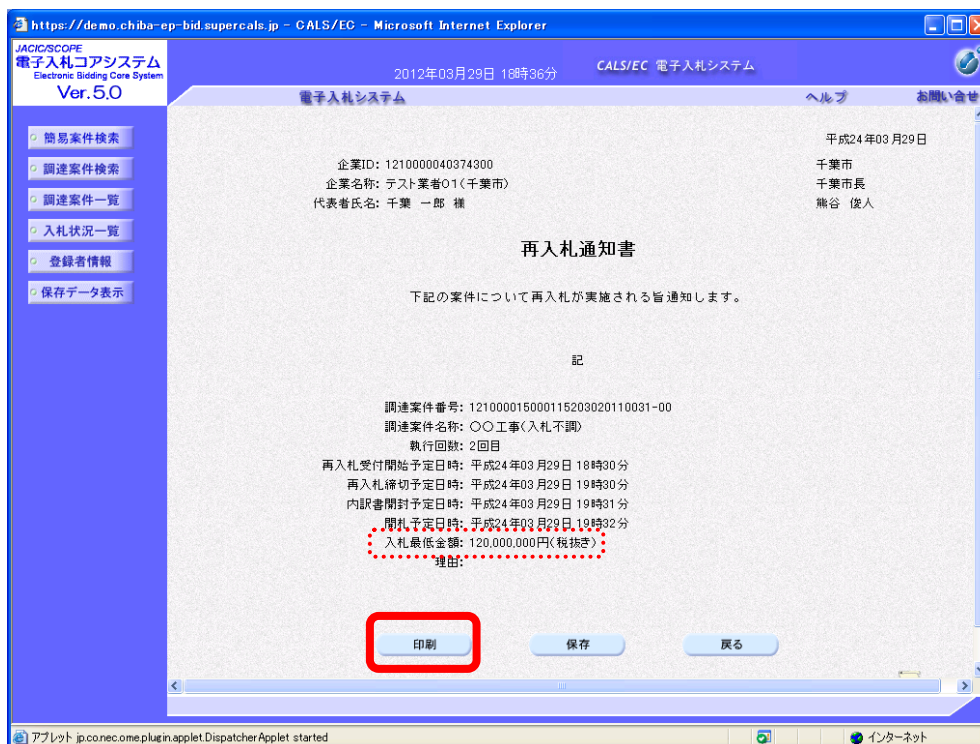 https://demo.chiba-ep-bid.supercals.jp - CALS/EC - Microsoft Internet Explorer
JACIC/SCOPE
電子入札コアシステム
Electronic Bidding Core System
Ver.5.0
2012年03月29日 18時36分
CALS/EC 電子入札システム
電子入札システム
ヘルプ
お問い合せ
簡易案件検索
調達案件検索
調達案件一覧
入札状況一覧
登録者情報
保存データ表示
平成24年03月29日
企業ID: 1210000040374300
千葉市
企業名称: テスト業者01(千葉市)
千葉市長
代表者氏名: 千葉 一郎 様
熊谷 俊人
再入札通知書
下記の案件について再入札が実施される旨通知します。
記
調達案件番号: 1210001500011520302011​0031-00
調達案件名称: 〇〇工事(入札不調)
執行回数: 2回目
再入札受付開始予定日時: 平成24年03月29日 18時30分
再入札締切予定日時: 平成24年03月29日 19時30分
内訳書開封予定日時: 平成24年03月29日 19時31分
開札予定日時: 平成24年03月29日 19時32分
入札最低金額: 120,000,000円(税抜き)
理由:
印刷
保存
戻る
アプレット jp.co.nec.ome.plugin.applet.DispatcherApplet started
インターネット